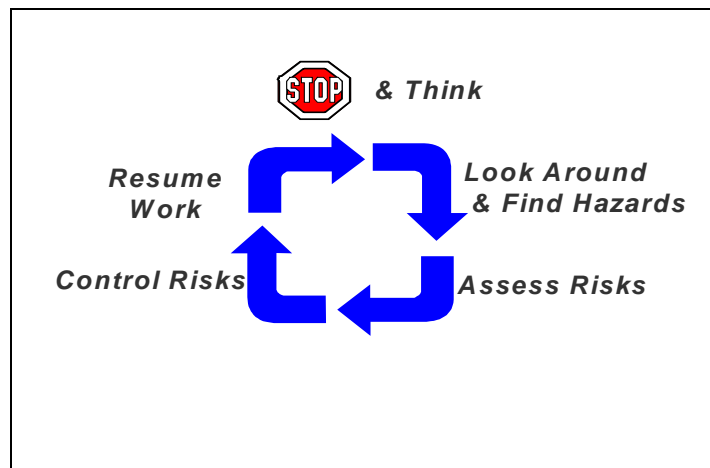 STOP & Think
Look Around
& Find Hazards
Assess Risks
Control Risks
Resume
Work